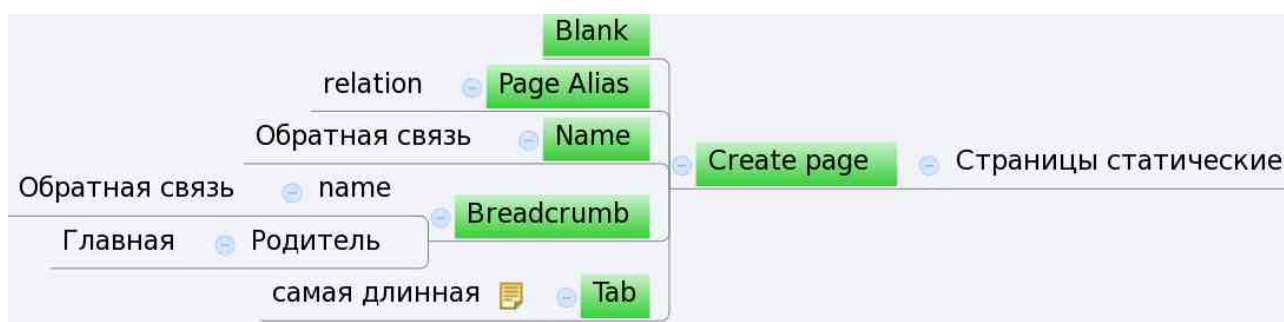 Blank
relation Page Alias
Обратная связь Name
Create page Страницы статические
Обратная связь name
Breadcrumb
Главная Родитель
самая длинная Tab